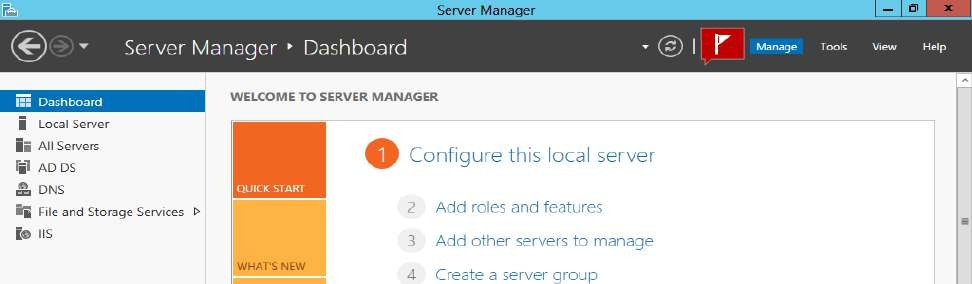 Server Manager
Server Manager ‣ Dashboard
Manage Tools View Help
Dashboard
Local Server
All Servers
AD DS
DNS
File and Storage Services
IIS
WELCOME TO SERVER MANAGER
QUICK START
WHAT'S NEW
1 Configure this local server
2 Add roles and features
3 Add other servers to manage
4 Create a server group